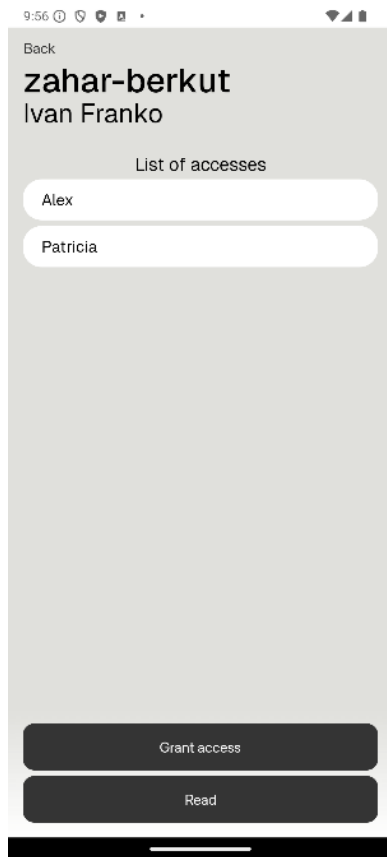 9:56
Back
zahar-berkut
Ivan Franko
List of accesses
Alex
Patricia
Grant access
Read